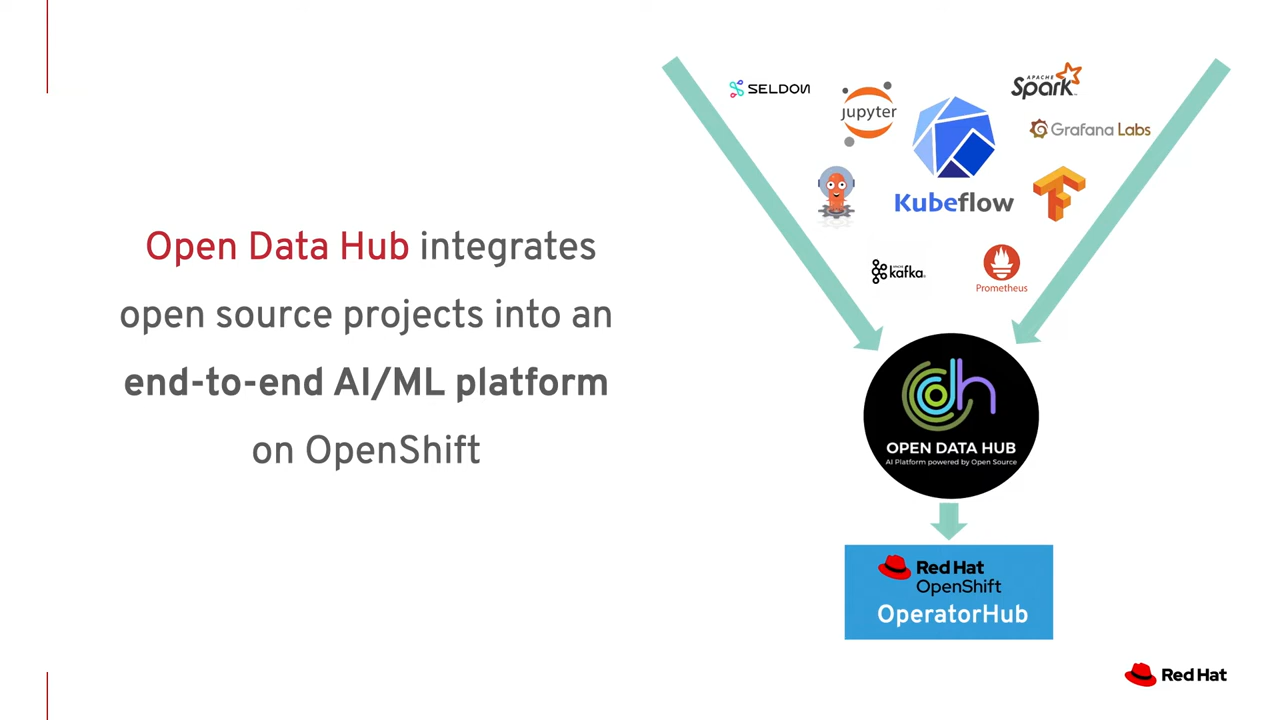 Open Data Hub integrates
open source projects into an
end-to-end AI/ML platform
on OpenShift
SELDON
jupyter
APACHE
Spark
Grafana Labs
Kubeflow
kafka
Prometheus
OPEN DATA HUB
AI Platform powered by Open Source
Red Hat
OpenShift
OperatorHub
Red Hat